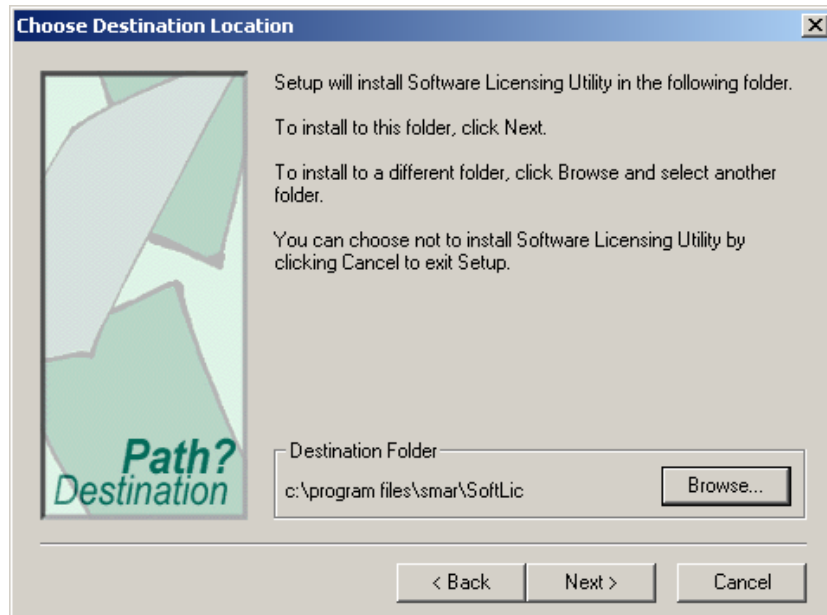 Choose Destination Location
Setup will install Software Licensing Utility in the following folder.
To install to this folder, click Next.
To install to a different folder, click Browse and select another
folder.
You can choose not to install Software Licensing Utility by
clicking Cancel to exit Setup.
Path?
Destination
Destination Folder
c:\program files\smar\SoftLic
Browse...
< Back
Next >
Cancel